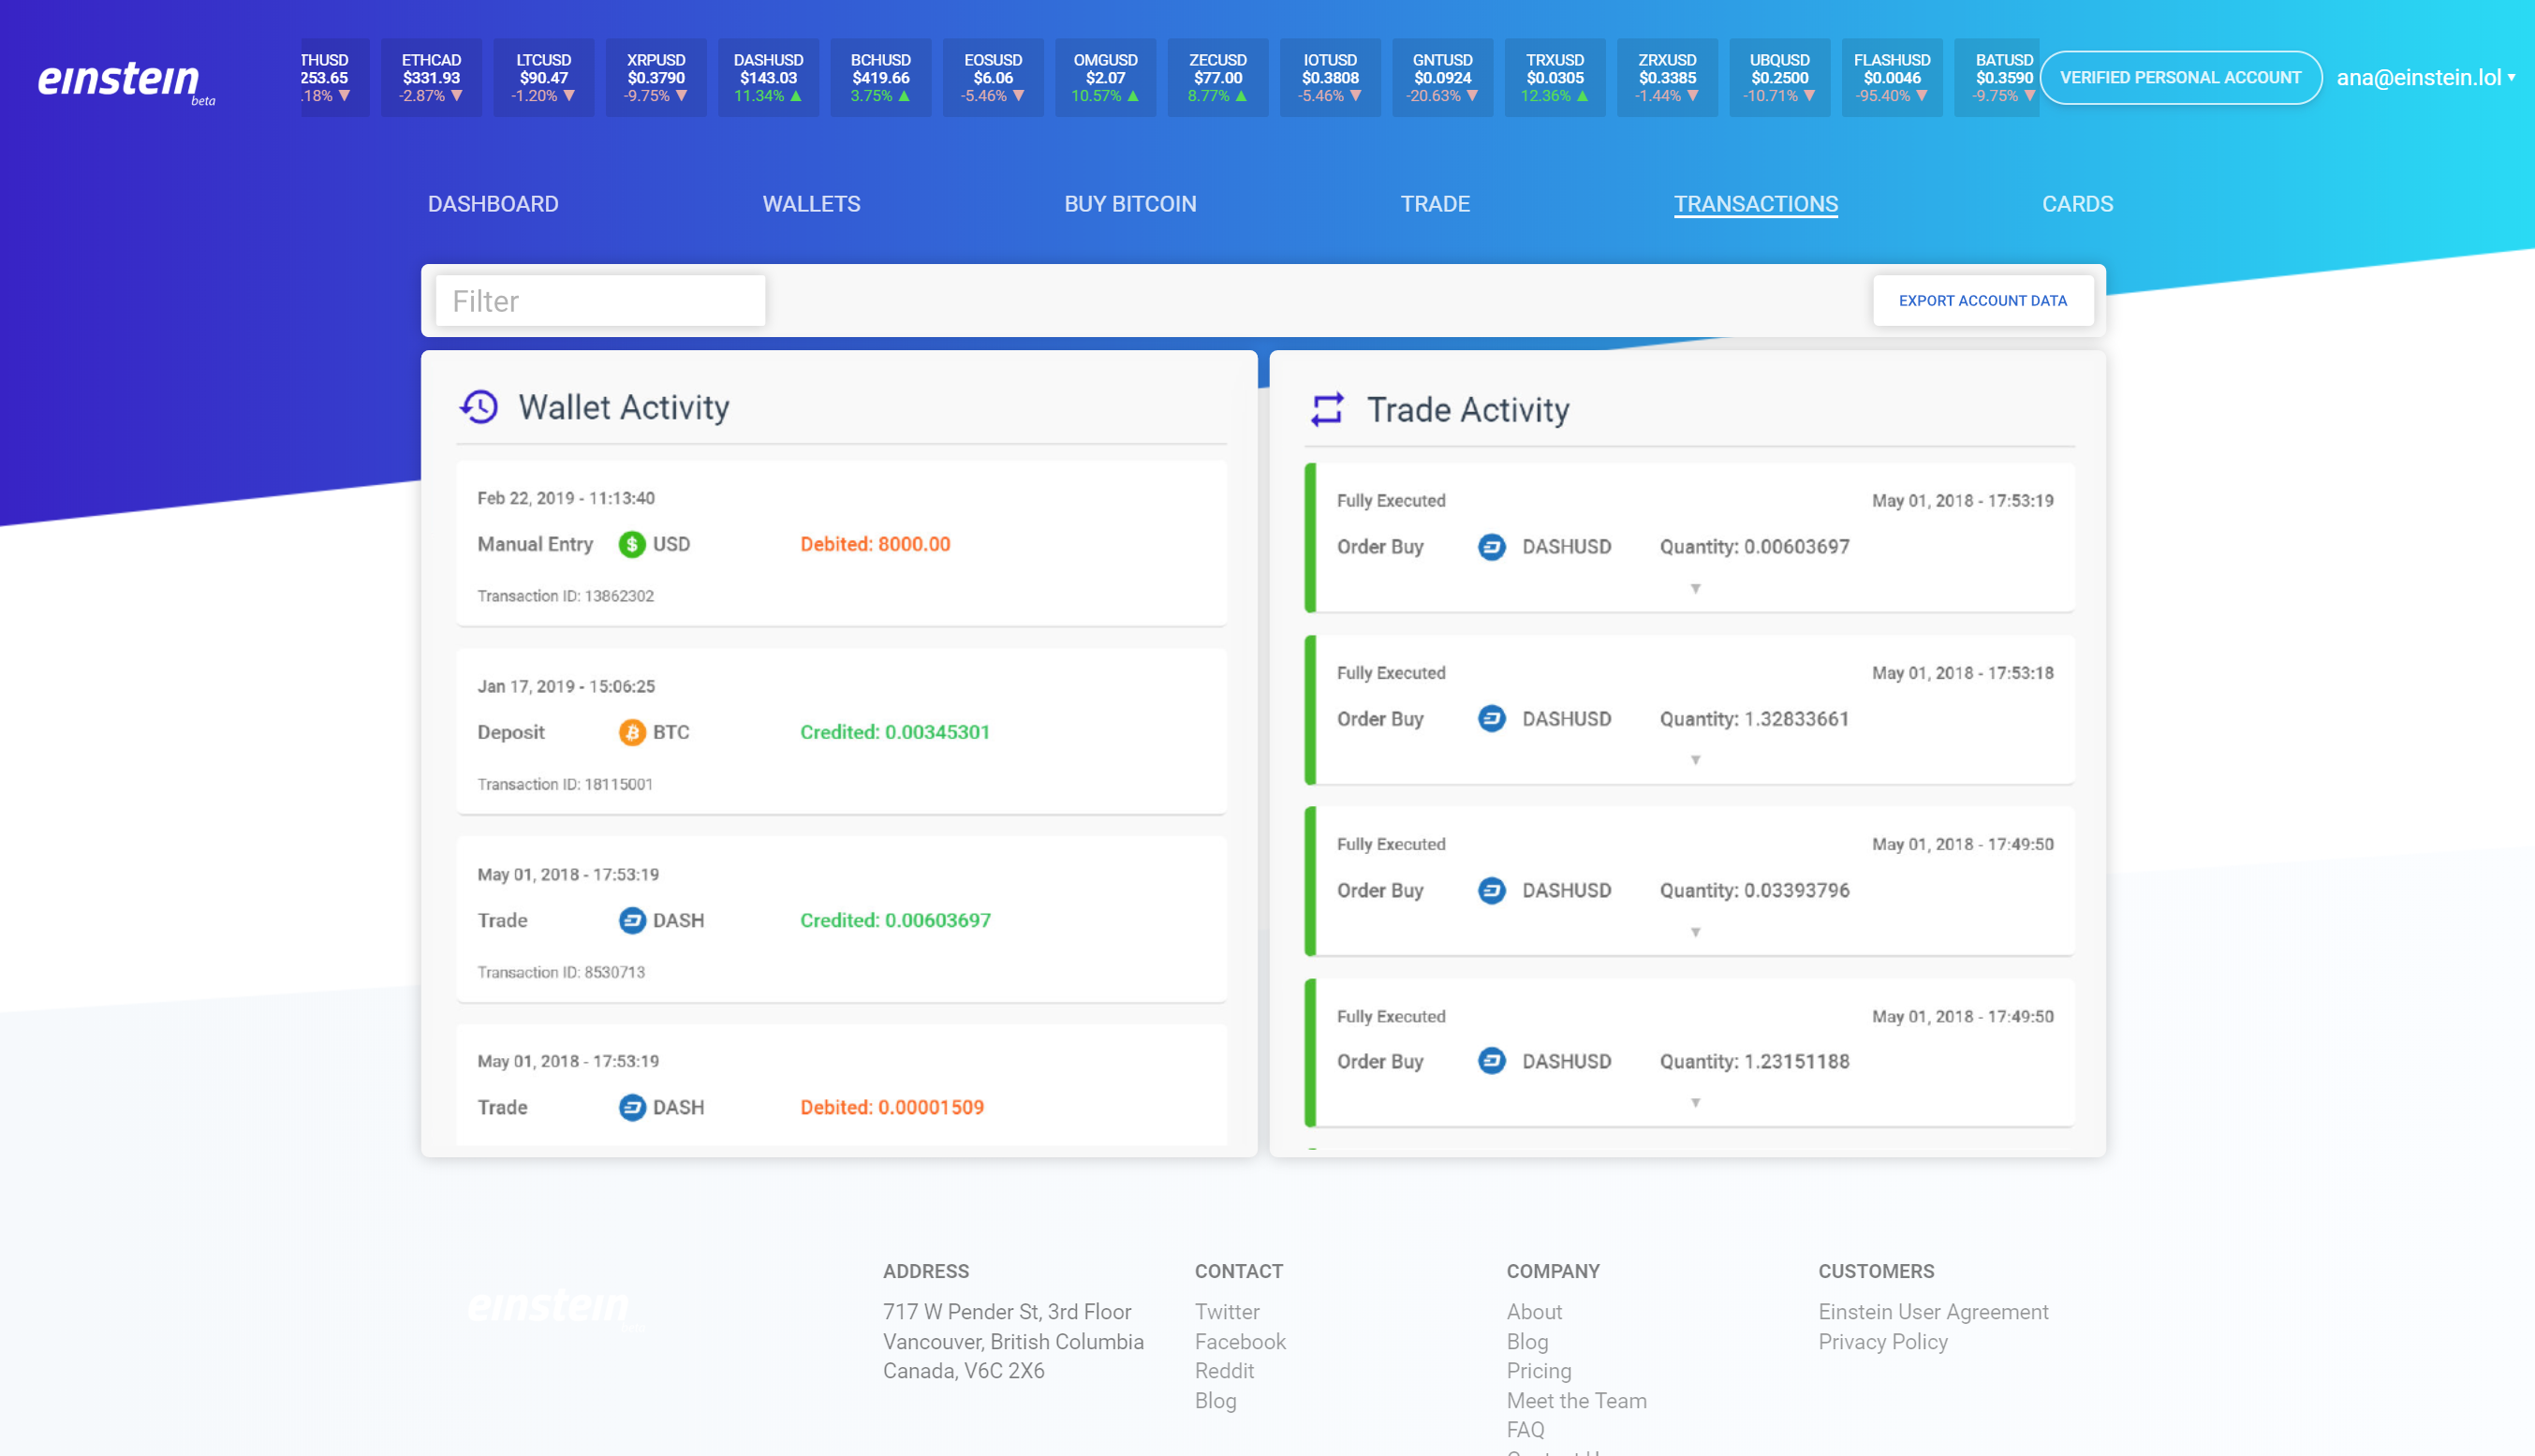 einstein
beta
THUSD
253.65
.18% ▼
ETHCAD
$331.93
-2.87% ▼
LTCUSD
$90.47
-1.20% ▼
XRPUSD
$0.3790
-9.75% ▼
DASHUSD
$143.03
11.34% ▲
BCHUSD
$419.66
3.75% ▲
EOSUSD
$6.06
-5.46% ▼
OMGUSD
$2.07
10.57% ▲
ZECUSD
$77.00
8.77% ▲
IOTUSD
$0.3808
-5.46% ▼
GNTUSD
$0.0924
-20.63% ▼
TRXUSD
$0.0305
12.36% ▲
ZRXUSD
$0.3385
-1.44% ▼
UBQUSD
$0.2500
-10.71% ▼
FLASHUSD
$0.0046
-95.40% ▼
BATUSD
$0.3590
-9.75% ▼
VERIFIED PERSONAL ACCOUNT
ana@einstein.lol ▾
DASHBOARD
WALLETS
BUY BITCOIN
TRADE
TRANSACTIONS
CARDS
Filter
EXPORT ACCOUNT DATA
Wallet Activity
Feb 22, 2019 - 11:13:40
Manual Entry $ USD Debited: 8000.00
Transaction ID: 13862302
Jan 17, 2019 - 15:06:25
Deposit BTC Credited: 0.00345301
Transaction ID: 18115001
May 01, 2018 - 17:53:19
Trade DASH Credited: 0.00603697
Transaction ID: 8530713
May 01, 2018 - 17:53:19
Trade DASH Debited: 0.00001509
Trade Activity
Fully Executed May 01, 2018 - 17:53:19
Order Buy DASHUSD Quantity: 0.00603697
Fully Executed May 01, 2018 - 17:53:18
Order Buy DASHUSD Quantity: 1.32833661
Fully Executed May 01, 2018 - 17:49:50
Order Buy DASHUSD Quantity: 0.03393796
Fully Executed May 01, 2018 - 17:49:50
Order Buy DASHUSD Quantity: 1.23151188
einstein
beta
ADDRESS
717 W Pender St, 3rd Floor
Vancouver, British Columbia
Canada, V6C 2X6
CONTACT
Twitter
Facebook
Reddit
Blog
COMPANY
About
Blog
Pricing
Meet the Team
FAQ
CUSTOMERS
Einstein User Agreement
Privacy Policy